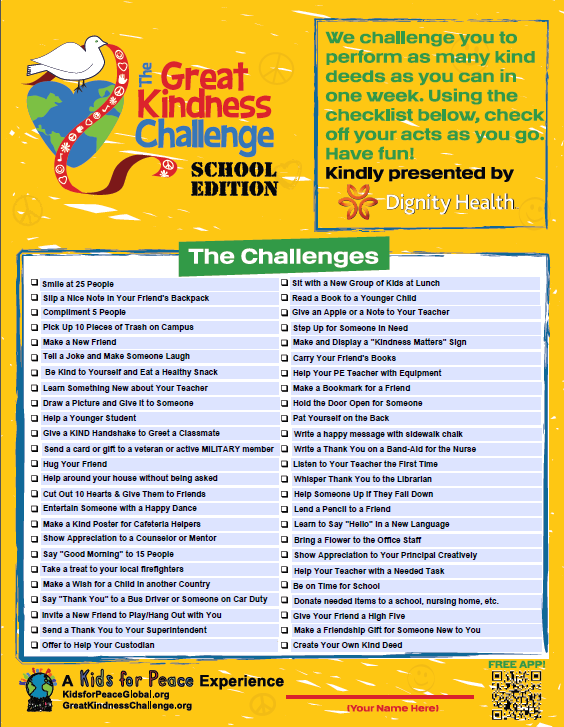 The
Great
Kindness
Challenge
SCHOOL
EDITION
We challenge you to
perform as many kind
deeds as you can in
one week. Using the
checklist below, check
off your acts as you go.
Have fun!
Kindly presented by
Dignity Health
The Challenges
Smile at 25 People
Slip a Nice Note in Your Friend's Backpack
Compliment 5 People
Pick Up 10 Pieces of Trash on Campus
Make a New Friend
Tell a Joke and Make Someone Laugh
Be Kind to Yourself and Eat a Healthy Snack
Learn Something New about Your Teacher
Draw a Picture and Give it to Someone
Help a Younger Student
Give a KIND Handshake to Greet a Classmate
Send a card or gift to a veteran or active MILITARY member
Hug Your Friend
Help around your house without being asked
Cut Out 10 Hearts & Give Them to Friends
Entertain Someone with a Happy Dance
Make a Kind Poster for Cafeteria Helpers
Show Appreciation to a Counselor or Mentor
Say "Good Morning" to 15 People
Take a treat to your local firefighters
Make a Wish for a Child in another Country
Say "Thank You" to a Bus Driver or Someone on Car Duty
Invite a New Friend to Play/Hang Out with You
Send a Thank You to Your Superintendent
Offer to Help Your Custodian
Sit with a New Group of Kids at Lunch
Read a Book to a Younger Child
Give an Apple or a Note to Your Teacher
Step Up for Someone in Need
Make and Display a "Kindness Matters" Sign
Carry Your Friend's Books
Help Your PE Teacher with Equipment
Make a Bookmark for a Friend
Hold the Door Open for Someone
Pat Yourself on the Back
Write a happy message with sidewalk chalk
Write a Thank You on a Band-Aid for the Nurse
Listen to Your Teacher the First Time
Whisper Thank You to the Librarian
Help Someone Up if They Fall Down
Lend a Pencil to a Friend
Learn to Say "Hello" in a New Language
Bring a Flower to the Office Staff
Show Appreciation to Your Principal Creatively
Help Your Teacher with a Needed Task
Be on Time for School
Donate needed items to a school, nursing home, etc.
Give Your Friend a High Five
Make a Friendship Gift for Someone New to You
Create Your Own Kind Deed
A Kids for Peace Experience
KidsforPeaceGlobal.org
GreatKindnessChallenge.org
(Your Name Here)
FREE APP!